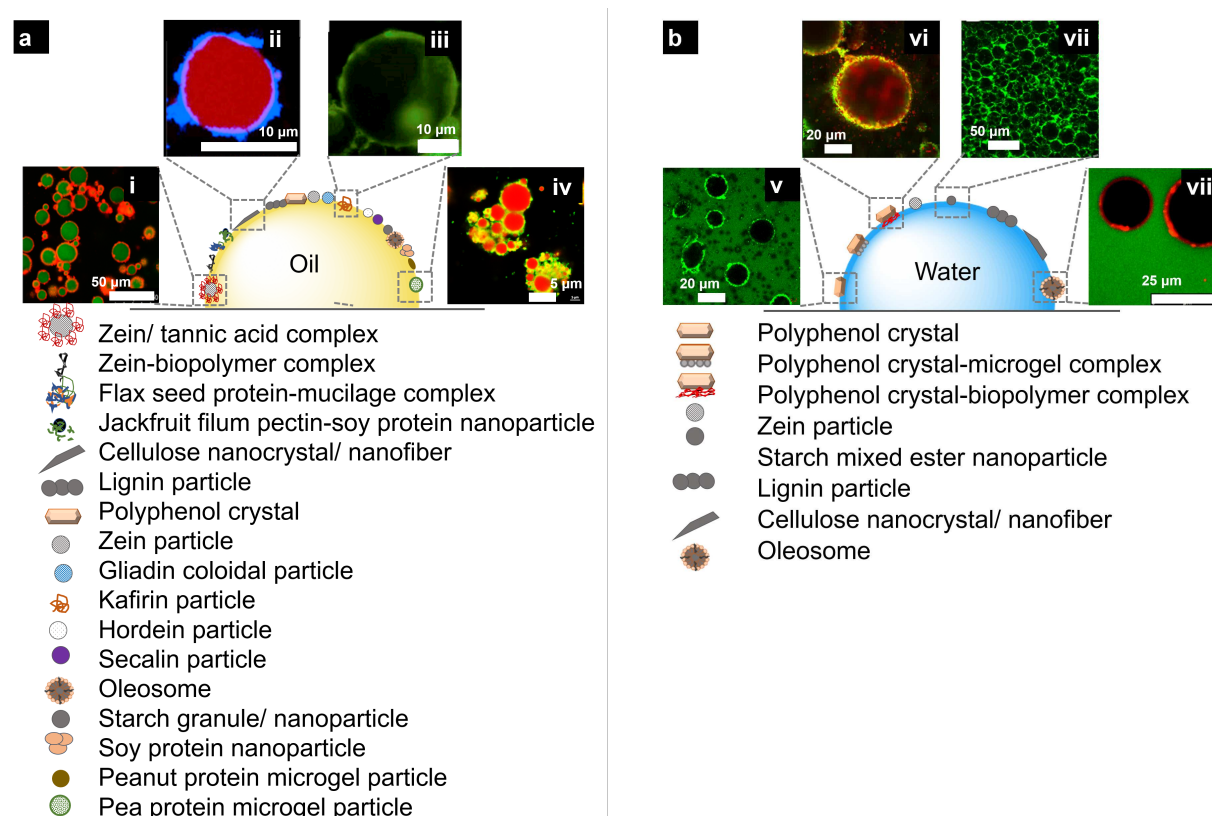 a
ii
10 µm
iii
10 µm
i
50 µm
iv
5 µm
Oil
Zein/ tannic acid complex
Zein-biopolymer complex
Flax seed protein-mucilage complex
Jackfruit filum pectin-soy protein nanoparticle
Cellulose nanocrystal/ nanofiber
Lignin particle
Polyphenol crystal
Zein particle
Gliadin colloidal particle
Kafirin particle
Hordein particle
Secalin particle
Oleosome
Starch granule/ nanoparticle
Soy protein nanoparticle
Peanut protein microgel particle
Pea protein microgel particle
b
vi
20 µm
vii
50 µm
v
20 µm
vii
25 µm
Water
Polyphenol crystal
Polyphenol crystal-microgel complex
Polyphenol crystal-biopolymer complex
Zein particle
Starch mixed ester nanoparticle
Lignin particle
Cellulose nanocrystal/ nanofiber
Oleosome